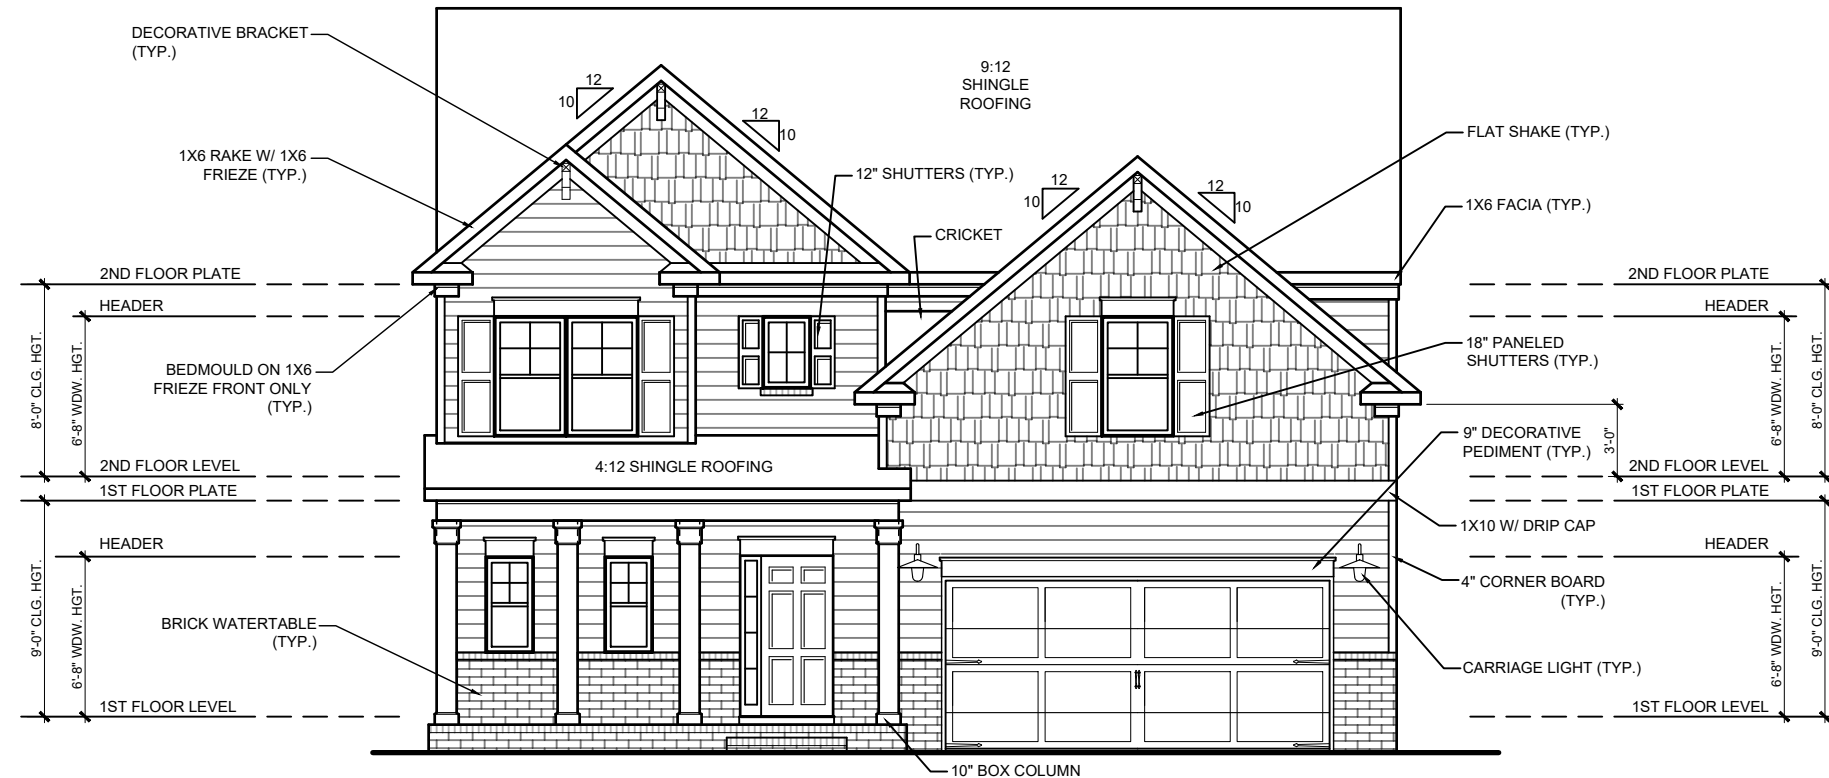 DECORATIVE BRACKET
(TYP.)
9:12
SHINGLE
ROOFING
12
10
12
10
1X6 RAKE W/ 1X6
FRIEZE (TYP.)
12" SHUTTERS (TYP.)
12
10
12
10
FLAT SHAKE (TYP.)
1X6 FACIA (TYP.)
CRICKET
2ND FLOOR PLATE
HEADER
8'-0" CLG. HGT.
6'-8" WDW. HGT.
BEDMOULD ON 1X6
FRIEZE FRONT ONLY
(TYP.)
2ND FLOOR PLATE
HEADER
18" PANELED
SHUTTERS (TYP.)
6'-8" WDW. HGT.
8'-0" CLG. HGT.
9" DECORATIVE
PEDIMENT (TYP.)
3'-0"
2ND FLOOR LEVEL
1ST FLOOR PLATE
4:12 SHINGLE ROOFING
2ND FLOOR LEVEL
1ST FLOOR PLATE
1X10 W/ DRIP CAP
HEADER
9'-0" CLG. HGT.
6'-8" WDW. HGT.
BRICK WATERTABLE
(TYP.)
1ST FLOOR LEVEL
HEADER
4" CORNER BOARD
(TYP.)
6'-8" WDW. HGT.
9'-0" CLG. HGT.
CARRIAGE LIGHT (TYP.)
1ST FLOOR LEVEL
10" BOX COLUMN